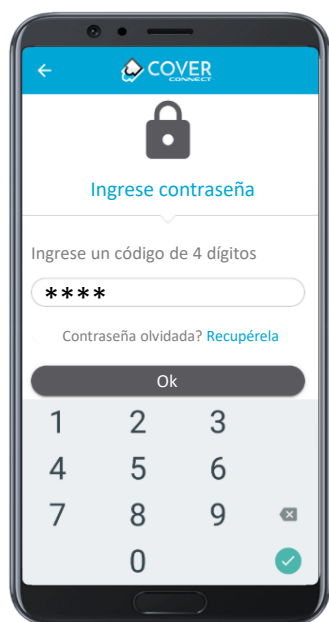 COVER
CONNECT
Ingrese contraseña
Ingrese un código de 4 dígitos
****
Contraseña olvidada? Recupérela
Ok
1 2 3
4 5 6
7 8 9
0